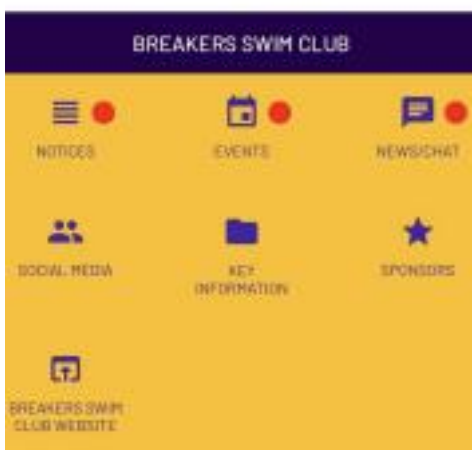 BREAKERS SWIM CLUB
NOTICES
EVENTS
NEWS/CHAT
SOCIAL MEDIA
KEY
INFORMATION
SPONSORS
BREAKERS SWIM
CLUB WEBSITE